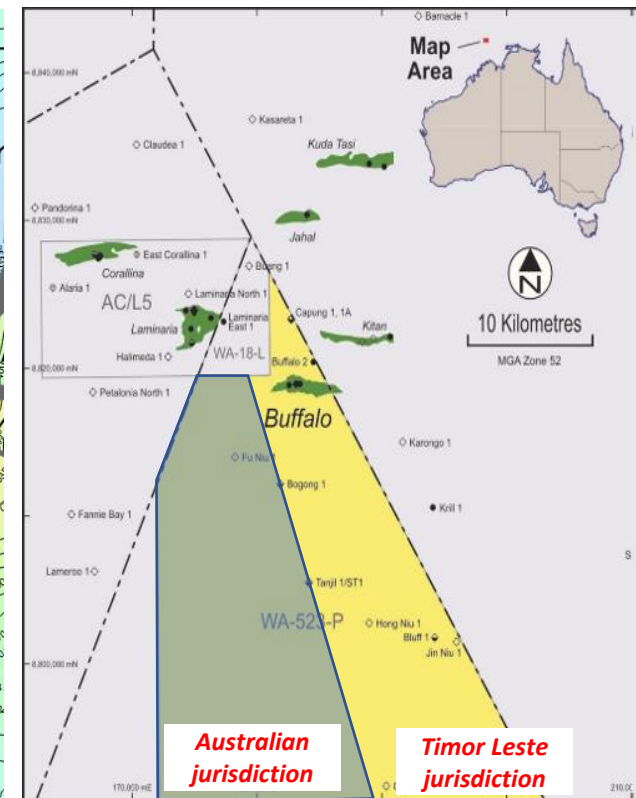 Barnacle 1
Map
Area
8,840,000 mN
Kasareta 1
Claudea 1
Kuda Tasi
Pandorina 1
8,830,000 mN
Jahal
East Corallina 1
Corallina
Buang 1
Alaria 1
AC/L5
Laminaria North 1
Capung 1, 1A
N
10 Kilometres
MGA Zone 52
Laminaria
Laminaria
East 1
Kitan
Halimeda 1
WA-18-L
Buffalo 2
8,820,000 mN
Petalonia North 1
Buffalo
Karongo 1
Fu Niu 1
Bogong 1
Fannie Bay 1
Krill 1
S
Lameroo 1
Tanjil 1/ST1
WA-523-P
Hong Niu 1
Bluff 1
Jin Niu 1
8,800,000 mN
Australian
jurisdiction
Timor Leste
jurisdiction
170,000 mE